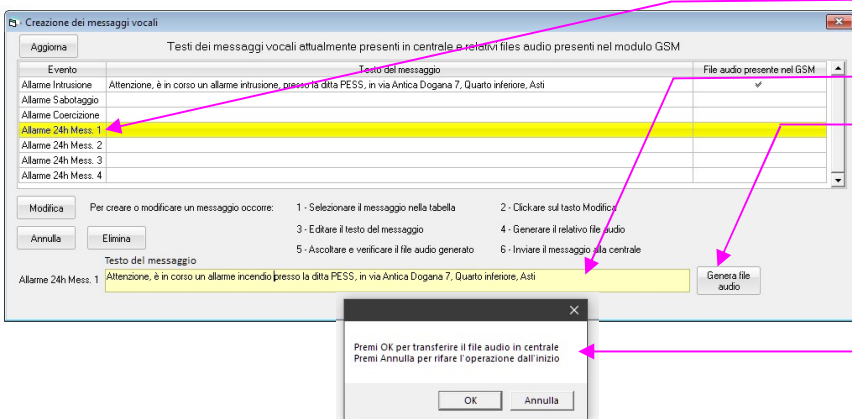 Creazione dei messaggi vocali
Aggiorna
Testi dei messaggi vocali attualmente presenti in centrale e relativi files audio presenti nel modulo GSM
Evento Testo del messaggio File audio presente nel GSM
Allarme Intrusione Attenzione, è in corso un allarme intrusione, presso la ditta PESS, in via Antica Dogana 7, Quarto inferiore, Asti ✓
Allarme Sabotaggio
Allarme Coercizione
Allarme 24h Mess. 1
Allarme 24h Mess. 2
Allarme 24h Mess. 3
Allarme 24h Mess. 4
Modifica Per creare o modificare un messaggio occorre: 1 - Selezionare il messaggio nella tabella 2 - Clickare sul tasto Modifica
Annulla Elimina 3 - Editare il testo del messaggio 4 - Generare il relativo file audio
5 - Ascoltare e verificare il file audio generato 6 - Inviare il messaggio alla centrale
Testo del messaggio
Allarme 24h Mess. 1 Attenzione, è in corso un allarme incendio presso la ditta PESS, in via Antica Dogana 7, Quarto inferiore, Asti
Genera file
audio
Premi OK per transferire il file audio in centrale
Premi Annulla per rifare l'operazione dall'inizio
OK Annulla